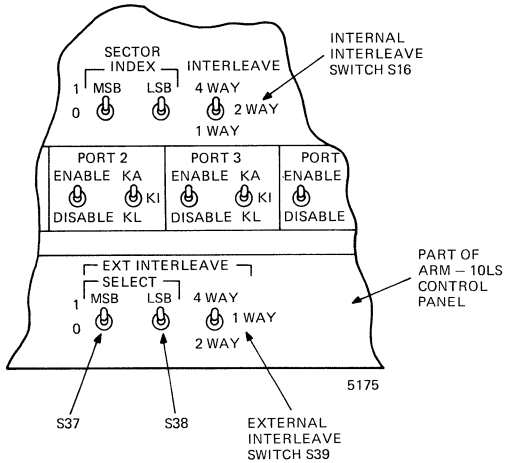 SECTOR
INDEX
INTERLEAVE
INTERNAL
INTERLEAVE
SWITCH S16
MSB
LSB
4 WAY
1
0
2 WAY
1 WAY
PORT 2
PORT 3
PORT
ENABLE
KA
ENABLE
KA
ENABLE
KI
KI
DISABLE
KL
DISABLE
KL
DISABLE
EXT INTERLEAVE
SELECT
MSB
LSB
4 WAY
1
0
1 WAY
2 WAY
PART OF
ARM – 10LS
CONTROL
PANEL
5175
S37
S38
EXTERNAL
INTERLEAVE
SWITCH S39